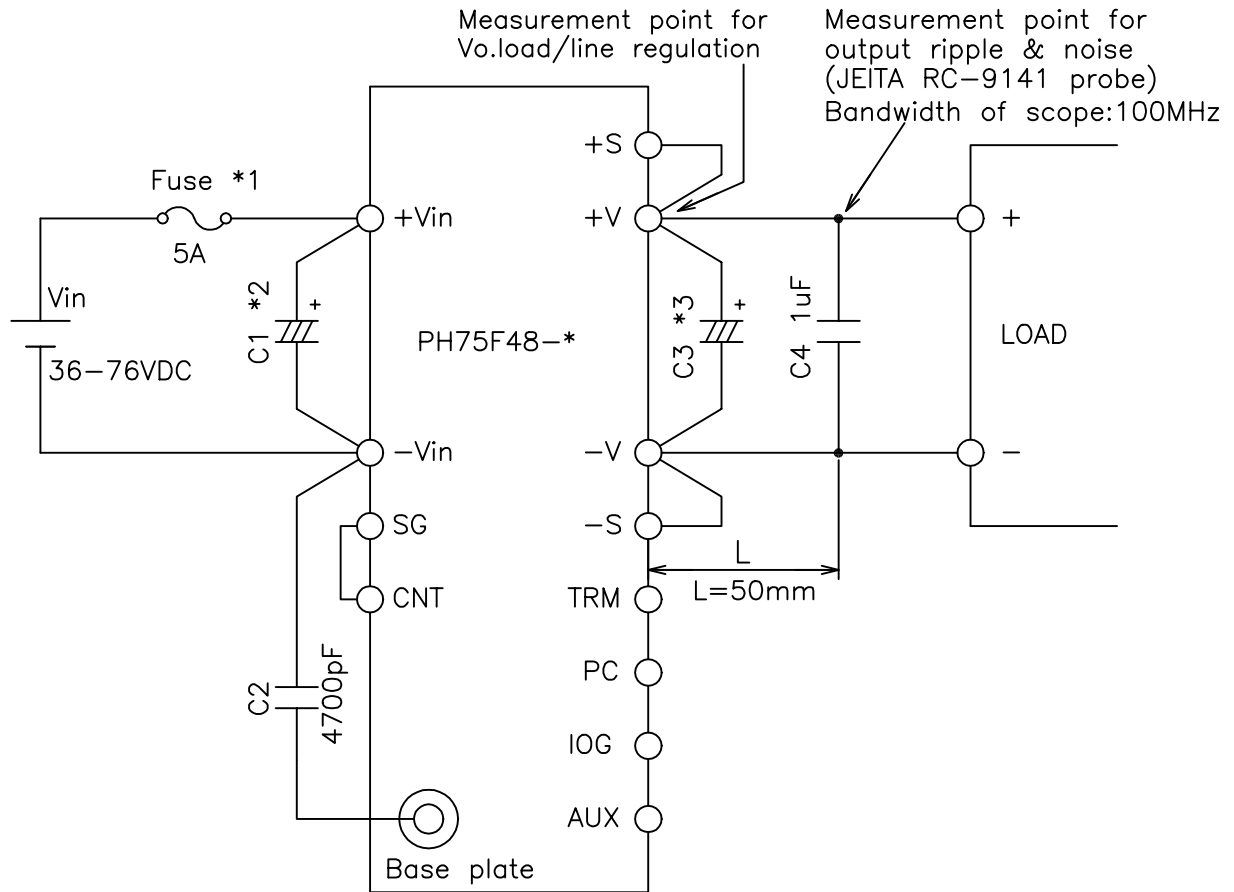 Measurement point for
Vo.load/line regulation
Measurement point for
output ripple & noise
(JEITA RC-9141 probe)
Bandwidth of scope:100MHz
Fuse *1
5A
Vin
36-76VDC
C1 *2
+
+Vin
-Vin
SG
CNT
C2
4700pF
Base plate
PH75F48-*
+S
+V
-V
-S
TRM
PC
IOG
AUX
C3 *3
+
C4 1uF
L
L=50mm
+
LOAD
-